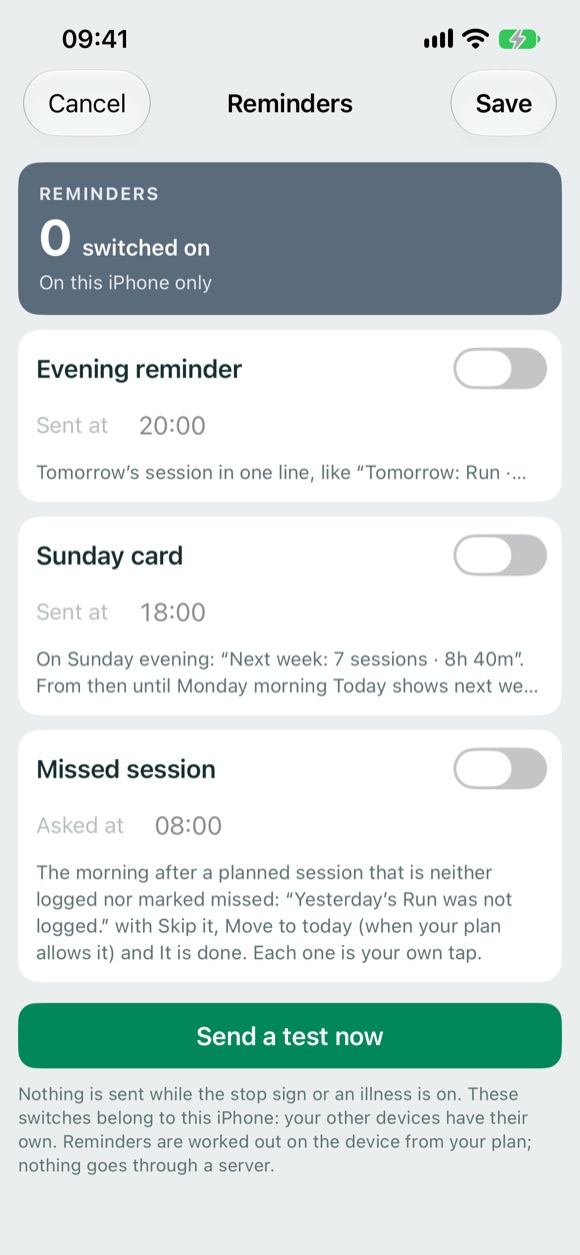 09:41
Cancel
Reminders
Save
REMINDERS
0 switched on
On this iPhone only
Evening reminder
Sent at 20:00
Tomorrow’s session in one line, like “Tomorrow: Run ·...
Sunday card
Sent at 18:00
On Sunday evening: “Next week: 7 sessions · 8h 40m”.
From then until Monday morning Today shows next we...
Missed session
Asked at 08:00
The morning after a planned session that is neither
logged nor marked missed: “Yesterday’s Run was not
logged.” with Skip it, Move to today (when your plan
allows it) and It is done. Each one is your own tap.
Send a test now
Nothing is sent while the stop sign or an illness is on. These
switches belong to this iPhone: your other devices have their
own. Reminders are worked out on the device from your plan;
nothing goes through a server.